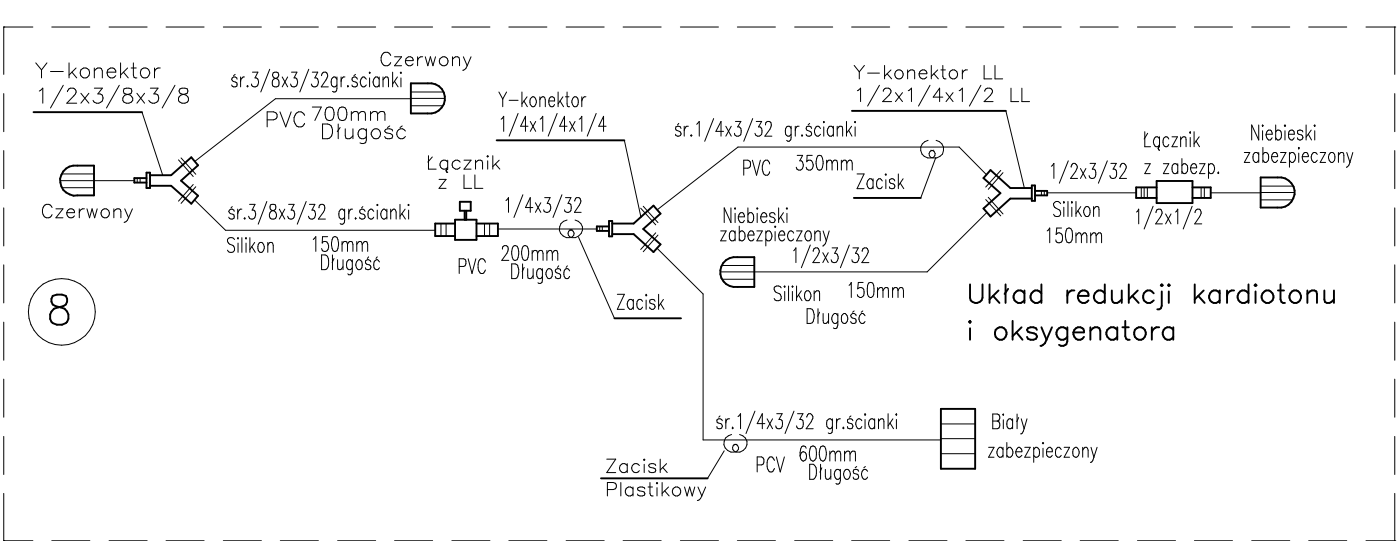 Y-konektor
1/2x3/8x3/8
śr.3/8x3/32gr.ścianki
Czerwony
PVC 700mm
Długość
Czerwony
śr.3/8x3/32 gr.ścianki
Silikon 150mm
Długość
Łącznik
z LL
1/4x3/32
PVC 200mm
Długość
Zacisk
Y-konektor
1/4x1/4x1/4
śr.1/4x3/32 gr.ścianki
PVC 350mm
Zacisk
Y-konektor LL
1/2x1/4x1/2 LL
Niebieski
zabezpieczony
1/2x3/32
Silikon 150mm
Długość
1/2x3/32
Silikon
150mm
Łącznik
z zabezp.
1/2x1/2
Niebieski
zabezpieczony
8
Układ redukcji kardiotonu
i oksygenatora
śr.1/4x3/32 gr.ścianki
PCV 600mm
Długość
Zacisk
Plastikowy
Biały
zabezpieczony